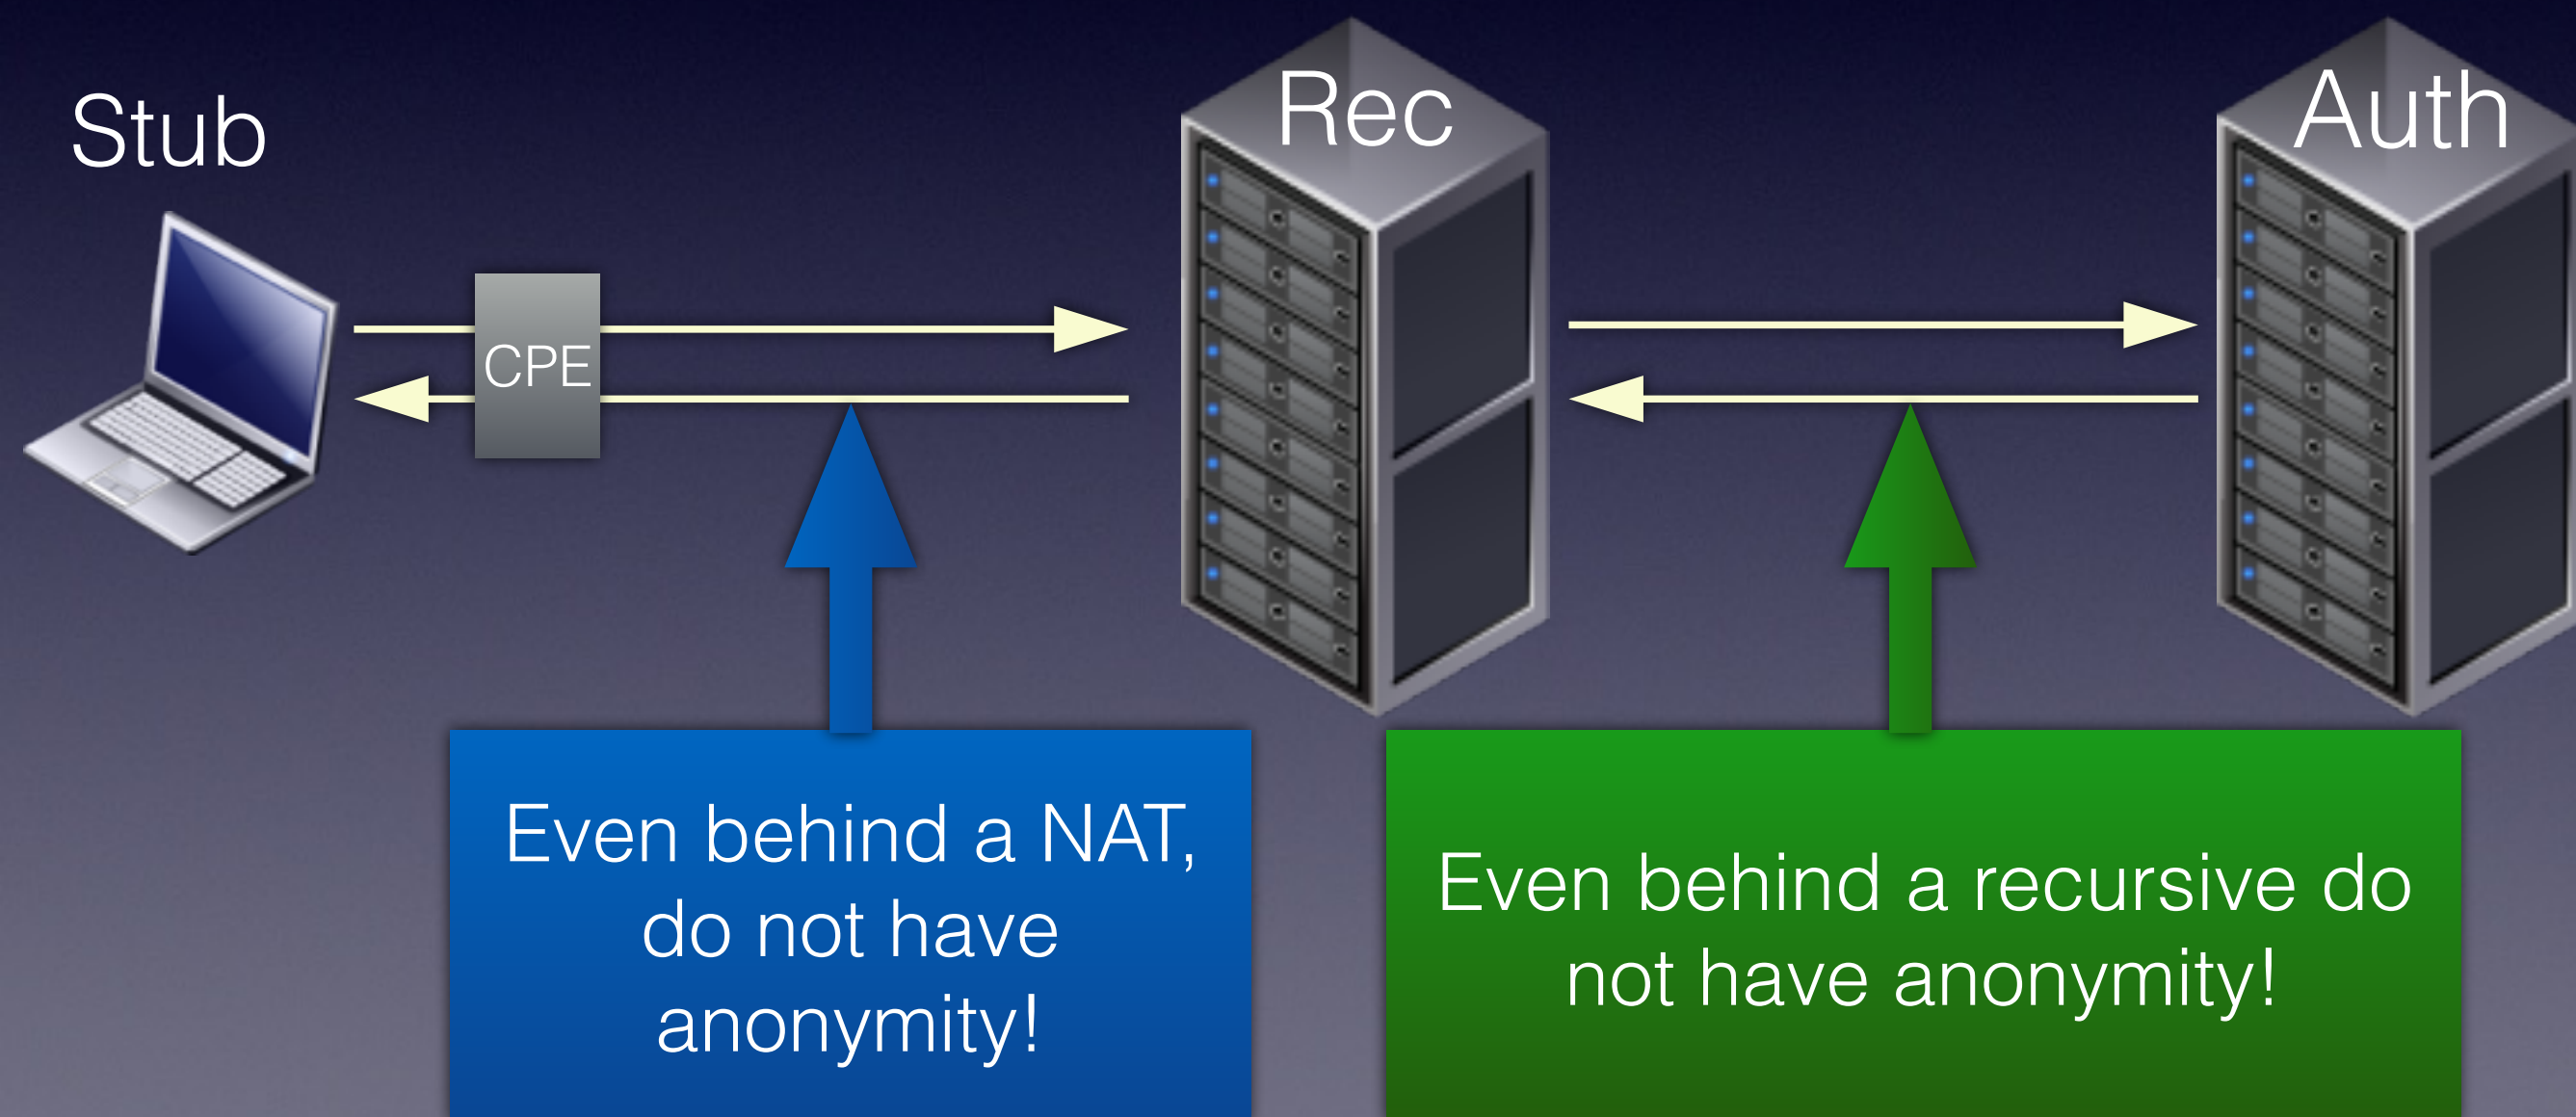 Stub
Rec
Auth
CPE
Even behind a NAT,
do not have
anonymity!
Even behind a recursive do
not have anonymity!